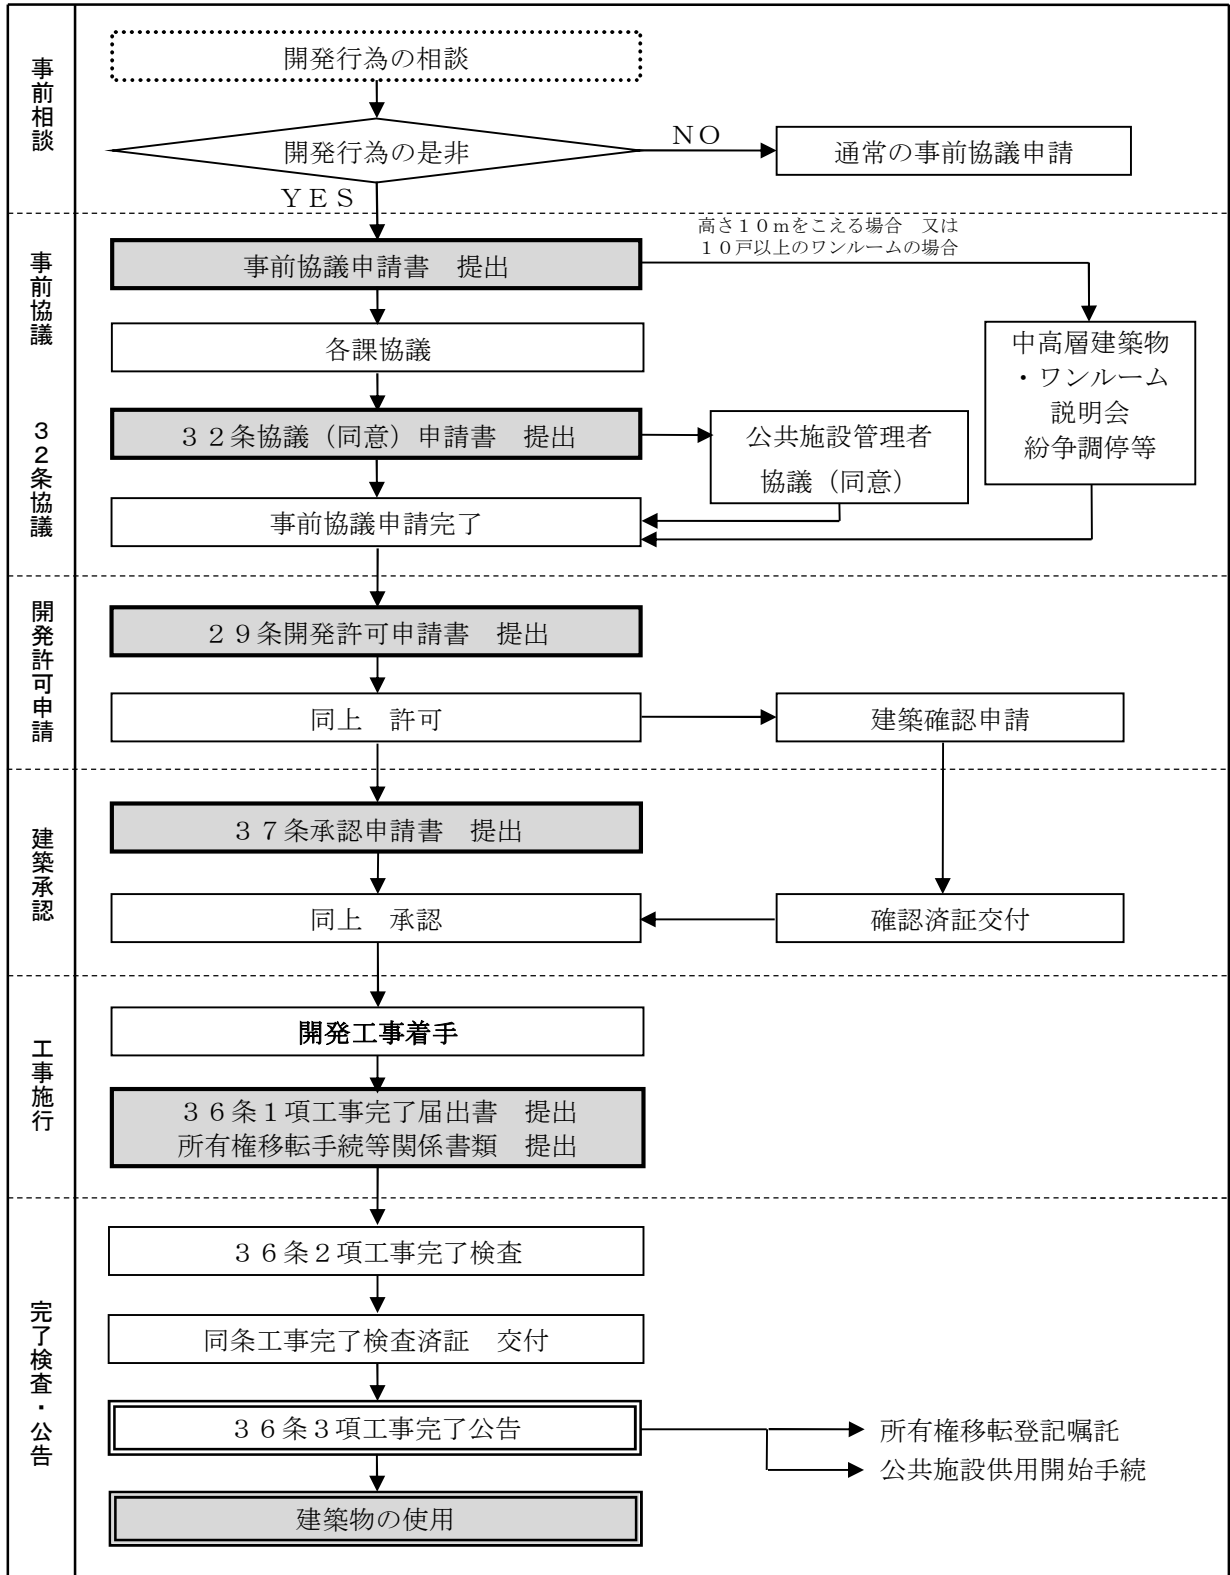 事前相談
開発行為の相談
開発行為の是非
ＮＯ
通常の事前協議申請
ＹＥＳ
事前協議
高さ１０ｍをこえる場合　又は
１０戸以上のワンルームの場合
事前協議申請書　提出
各課協議
中高層建築物
・ワンルーム
説明会
紛争調停等
３２条協議
３２条協議（同意）申請書　提出
公共施設管理者
協議（同意）
事前協議申請完了
開発許可申請
２９条開発許可申請書　提出
同上　許可
建築確認申請
建築承認
３７条承認申請書　提出
同上　承認
確認済証交付
工事施行
開発工事着手
３６条１項工事完了届出書　提出
所有権移転手続等関係書類　提出
完了検査・公告
３６条２項工事完了検査
同条工事完了検査済証　交付
３６条３項工事完了公告
所有権移転登記嘱託
公共施設供用開始手続
建築物の使用